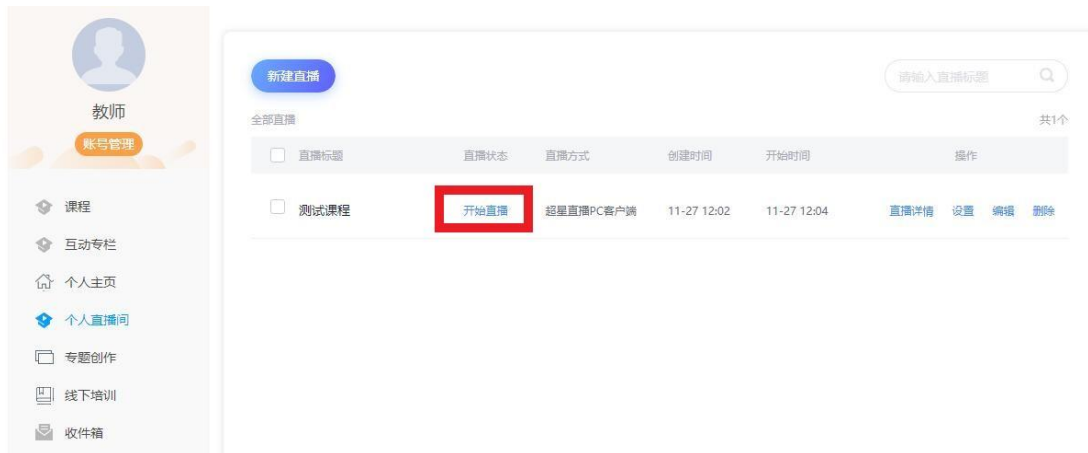 教师
账号管理
课程
互动专栏
个人主页
个人直播间
专题创作
线下培训
收件箱
新建直播
请输入直播标题
全部直播
共1个
直播标题 直播状态 直播方式 创建时间 开始时间 操作
测试课程 开始直播 超星直播PC客户端 11-27 12:02 11-27 12:04 直播详情 设置 编辑 删除